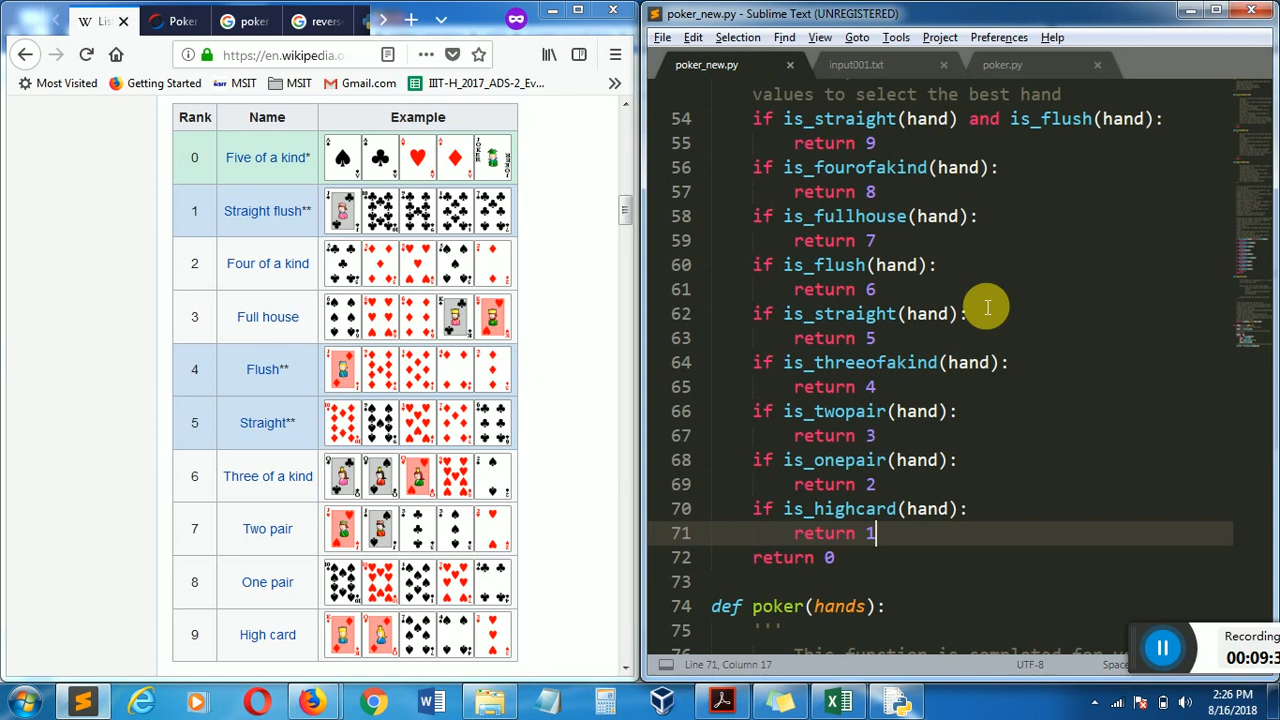 Lis
Poker
poker
revers
poker_new.py - Sublime Text (UNREGISTERED)
https://en.wikipedia.o
File Edit Selection Find View Goto Tools Project Preferences Help
Most Visited Getting Started MSIT MSIT Gmail.com IIIT-H_2017_ADS-2_Ev...
poker_new.py input001.txt poker.py
Rank Name Example
0 Five of a kind*
1 Straight flush**
2 Four of a kind
3 Full house
4 Flush**
5 Straight**
6 Three of a kind
7 Two pair
8 One pair
9 High card
values to select the best hand
54 if is_straight(hand) and is_flush(hand):
55 return 9
56 if is_fourofakind(hand):
57 return 8
58 if is_fullhouse(hand):
59 return 7
60 if is_flush(hand):
61 return 6
62 if is_straight(hand):
63 return 5
64 if is_threeofakind(hand):
65 return 4
66 if is_twopair(hand):
67 return 3
68 if is_onepair(hand):
69 return 2
70 if is_highcard(hand):
71 return 1
72 return 0
73
74 def poker(hands):
75 '''
This function is completed for y
Line 71, Column 17 UTF-8 Space
Recording
00:09:3
2:26 PM
8/16/2018